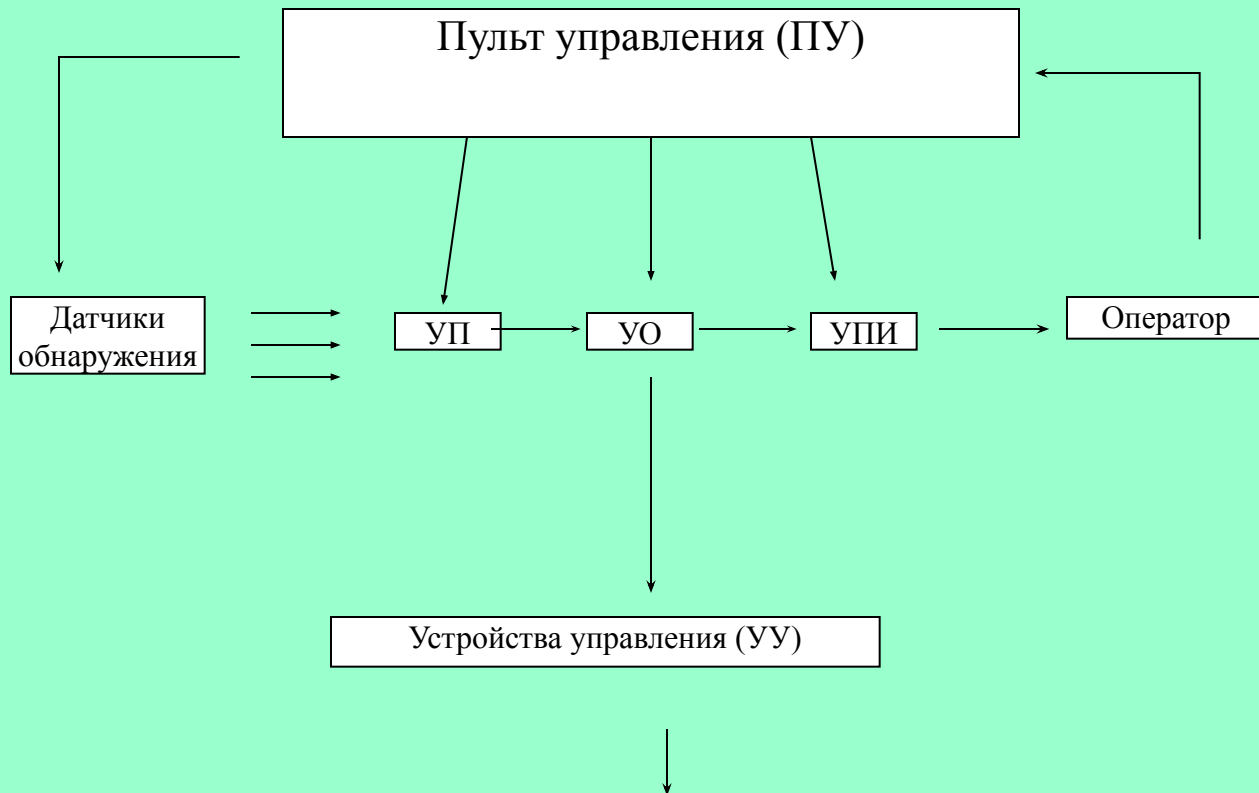 Пульт управления (ПУ)
Датчики
обнаружения
УП
УО
УПИ
Оператор
Устройства управления (УУ)